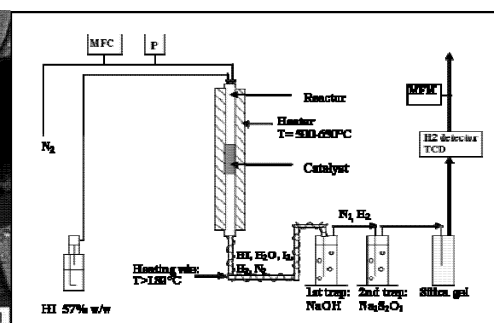 MFC
P
N2
Reactor
Heater
T= 500-650°C
Catalyst
MFM
H2 detector
TCD
N2, H2
HI, H2O, I2,
H2, N2
Heating wire:
T>180°C
HI 57% w/w
1st trap:
NaOH
2nd trap:
Na2S2O3
Silica gel